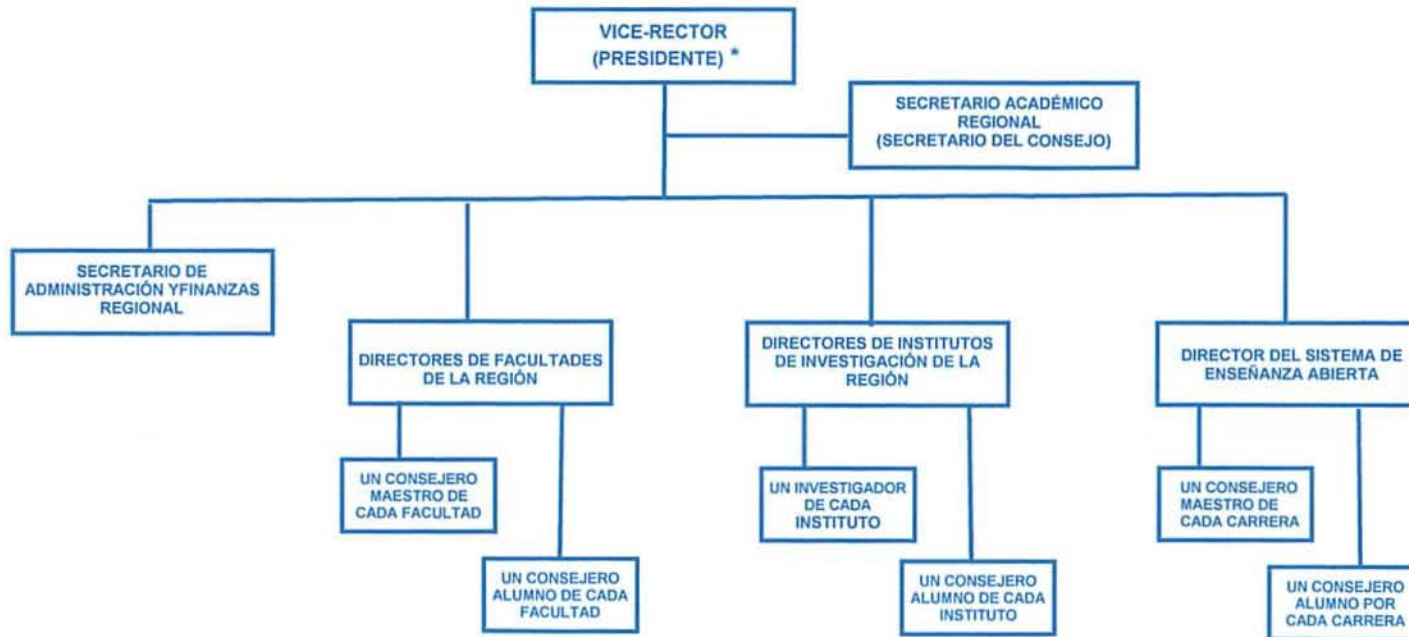 VICE-RECTOR
(PRESIDENTE) *
SECRETARIO ACADÉMICO
REGIONAL
(SECRETARIO DEL CONSEJO)
SECRETARIO DE
ADMINISTRACIÓN YFINANZAS
REGIONAL
DIRECTORES DE FACULTADES
DE LA REGIÓN
DIRECTORES DE INSTITUTOS
DE INVESTIGACIÓN DE LA
REGIÓN
DIRECTOR DEL SISTEMA DE
ENSEÑANZA ABIERTA
UN CONSEJERO
MAESTRO DE
CADA FACULTAD
UN INVESTIGADOR
DE CADA
INSTITUTO
UN CONSEJERO
MAESTRO DE
CADA CARRERA
UN CONSEJERO
ALUMNO DE CADA
FACULTAD
UN CONSEJERO
ALUMNO DE CADA
INSTITUTO
UN CONSEJERO
ALUMNO POR
CADA CARRERA